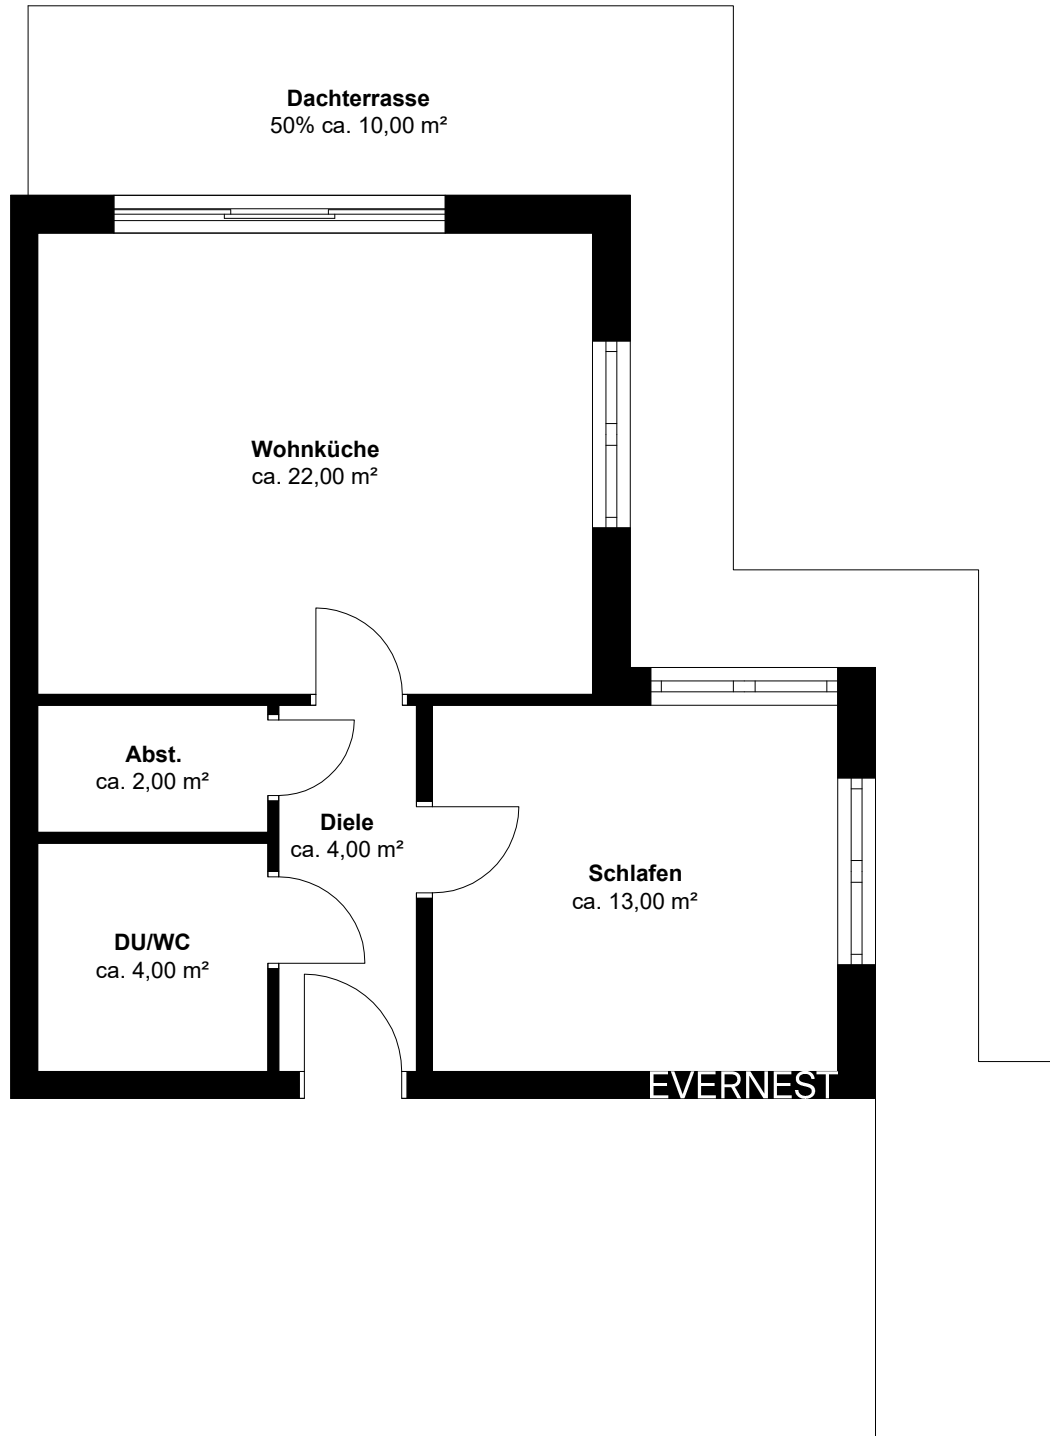 Dachterrasse
50% ca. 10,00 m²
Wohnküche
ca. 22,00 m²
Abst.
ca. 2,00 m²
Diele
ca. 4,00 m²
Schlafen
ca. 13,00 m²
DU/WC
ca. 4,00 m²
EVERNEST